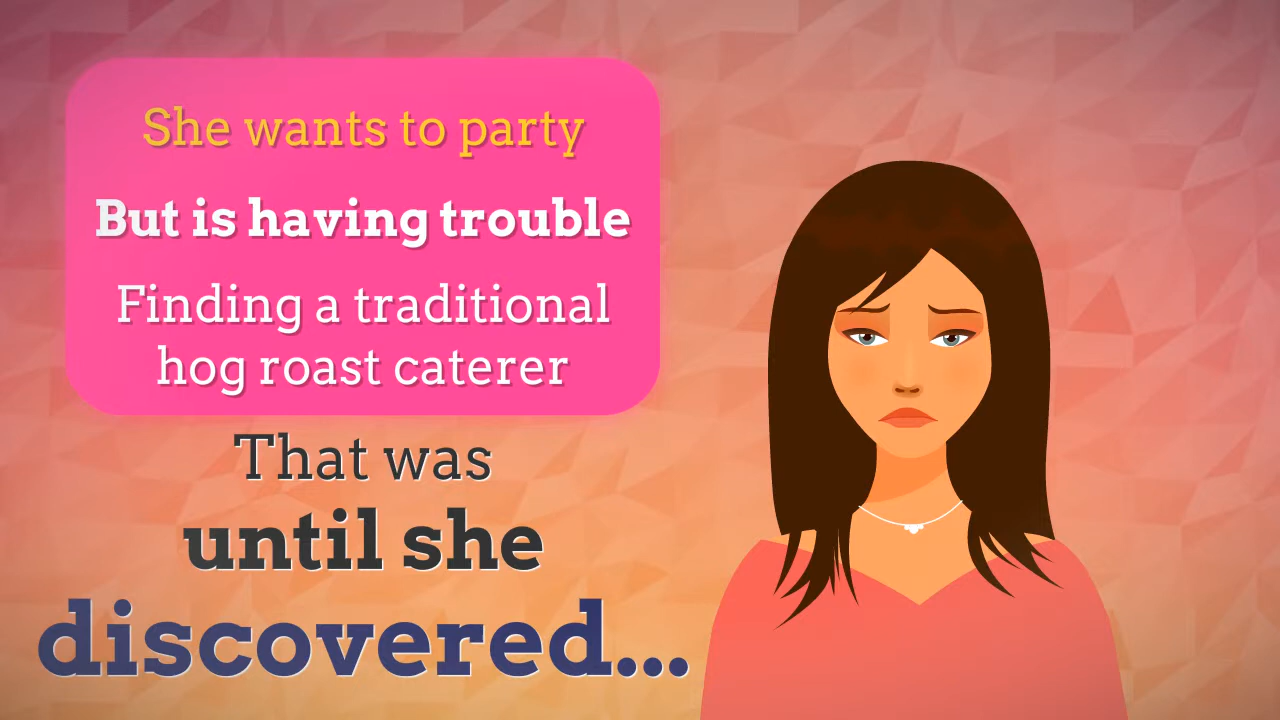 She wants to party
But is having trouble
Finding a traditional
hog roast caterer
That was
until she
discovered...